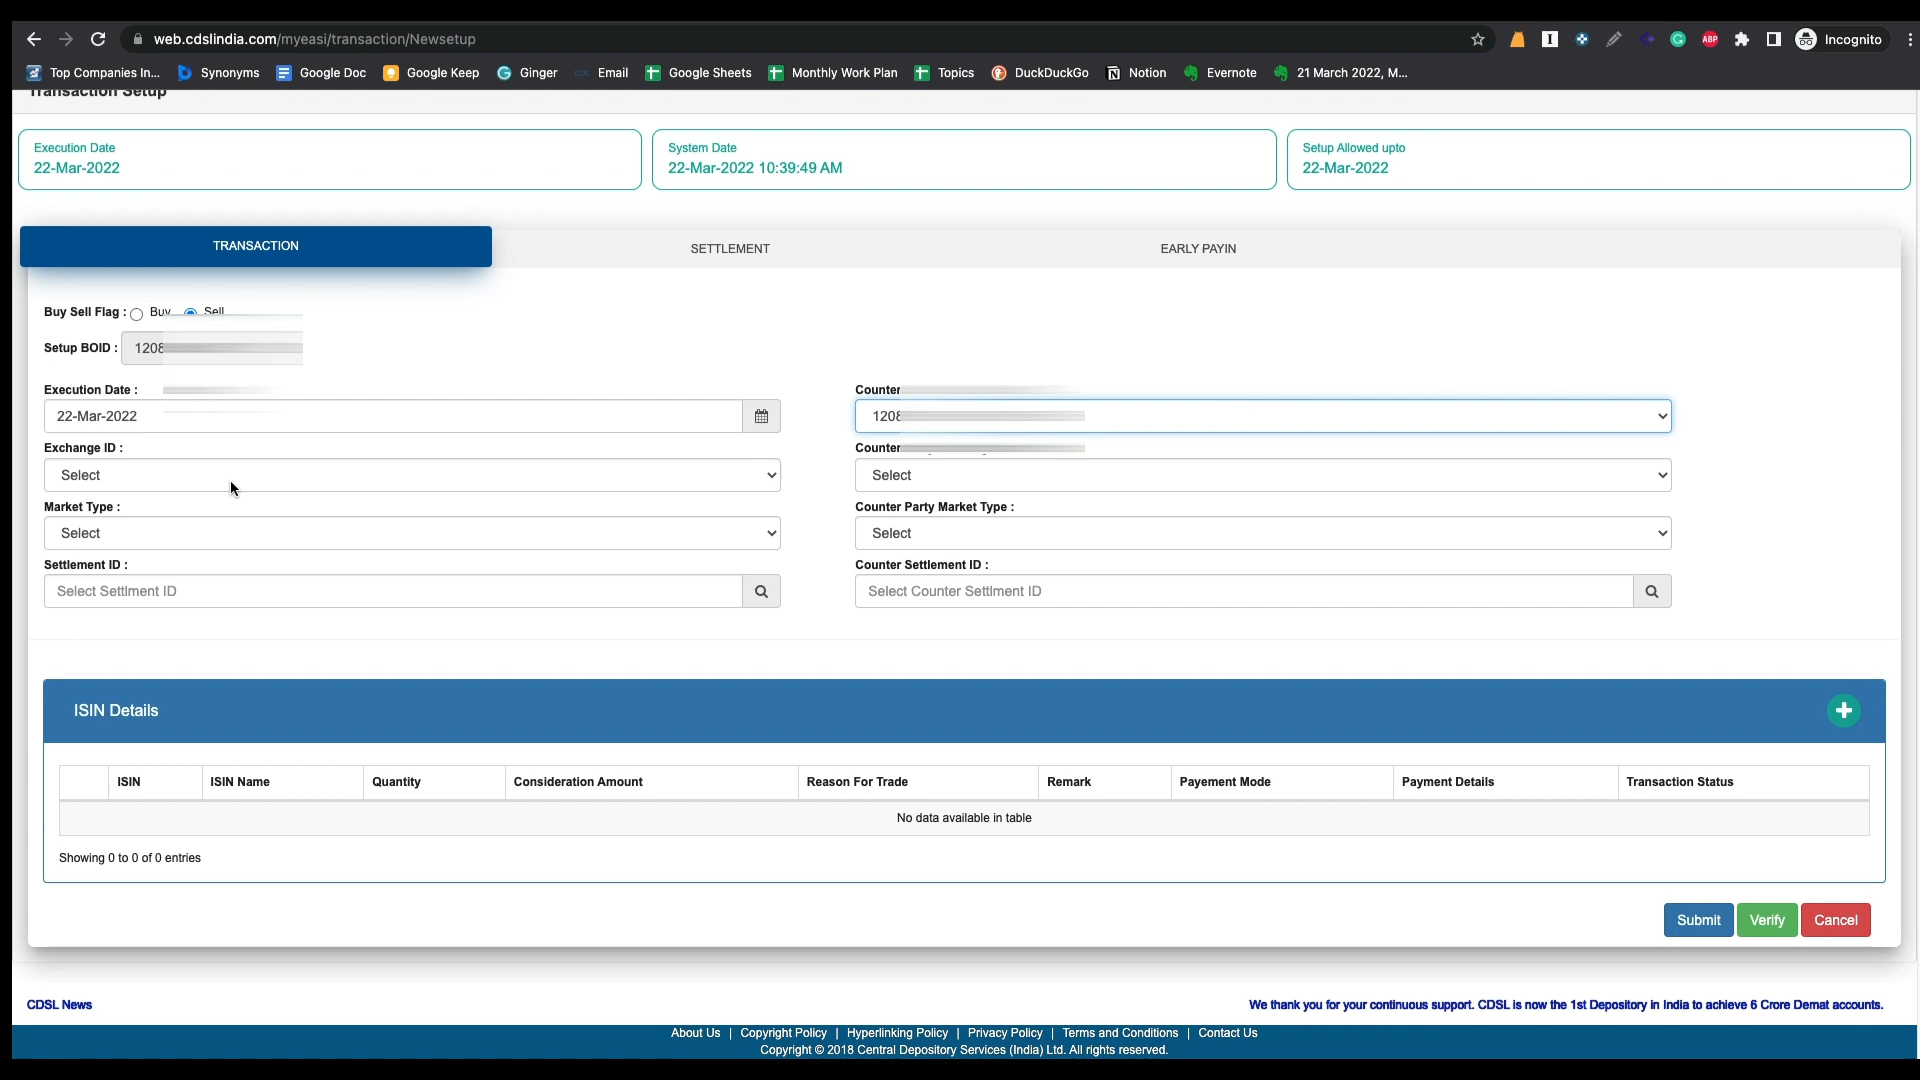 web.cdslindia.com/myeasi/transaction/Newsetup
ABP
Incognito
Top Companies In...
Synonyms
Google Doc
Google Keep
Ginger
Email
Google Sheets
Monthly Work Plan
Topics
DuckDuckGo
Notion
Evernote
21 March 2022, M...
Transaction Setup
Execution Date
22-Mar-2022
System Date
22-Mar-2022 10:39:49 AM
Setup Allowed upto
22-Mar-2022
TRANSACTION
SETTLEMENT
EARLY PAYIN
Buy Sell Flag : Buy Sell
Setup BOID : 1208
Execution Date :
22-Mar-2022
Counter
1208
Exchange ID :
Select
Counter
Select
Market Type :
Select
Counter Party Market Type :
Select
Settlement ID :
Select Settlment ID
Counter Settlement ID :
Select Counter Settlment ID
ISIN Details
ISIN ISIN Name Quantity Consideration Amount Reason For Trade Remark Payement Mode Payment Details Transaction Status
No data available in table
Showing 0 to 0 of 0 entries
Submit
Verify
Cancel
CDSL News
We thank you for your continuous support. CDSL is now the 1st Depository in India to achieve 6 Crore Demat accounts.
About Us | Copyright Policy | Hyperlinking Policy | Privacy Policy | Terms and Conditions | Contact Us
Copyright © 2018 Central Depository Services (India) Ltd. All rights reserved.